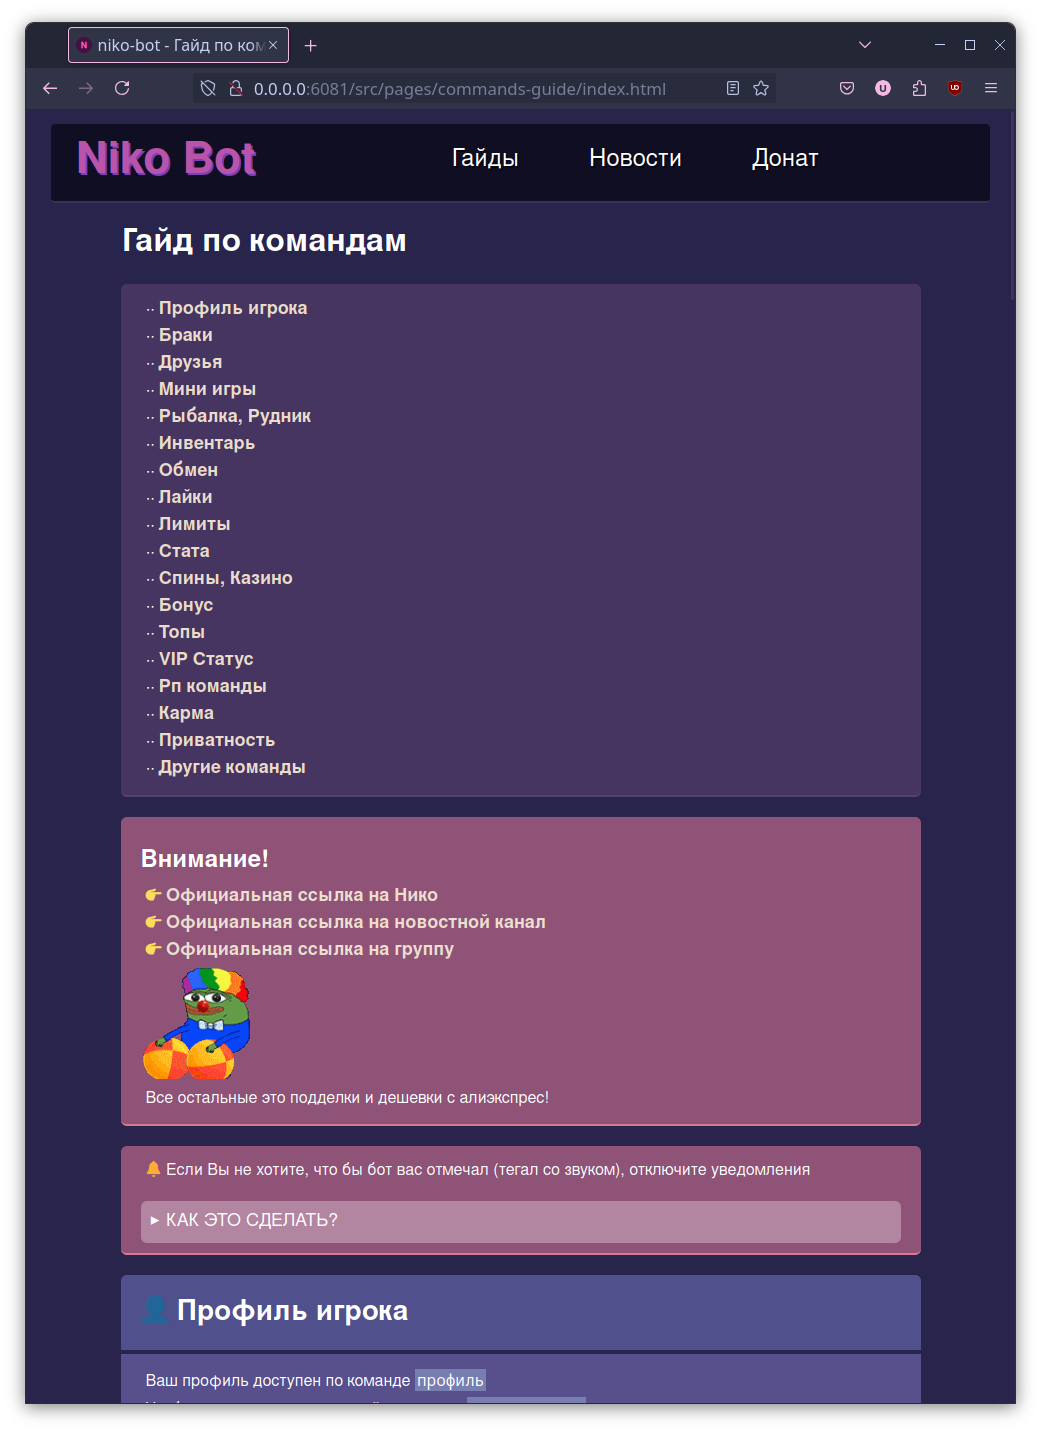 niko-bot - Гайд по ком
0.0.0.0:6081/src/pages/commands-guide/index.html
Niko Bot
Гайды
Новости
Донат
Гайд по командам
·· Профиль игрока
·· Браки
·· Друзья
·· Мини игры
·· Рыбалка, Рудник
·· Инвентарь
·· Обмен
·· Лайки
·· Лимиты
·· Стата
·· Спины, Казино
·· Бонус
·· Топы
·· VIP Статус
·· Рп команды
·· Карма
·· Приватность
·· Другие команды
Внимание!
👉 Официальная ссылка на Нико
👉 Официальная ссылка на новостной канал
👉 Официальная ссылка на группу
Все остальные это подделки и дешевки с алиэкспрес!
🔔 Если Вы не хотите, что бы бот вас отмечал (тегал со звуком), отключите уведомления
▸ КАК ЭТО СДЕЛАТЬ?
👤 Профиль игрока
Ваш профиль доступен по команде профиль